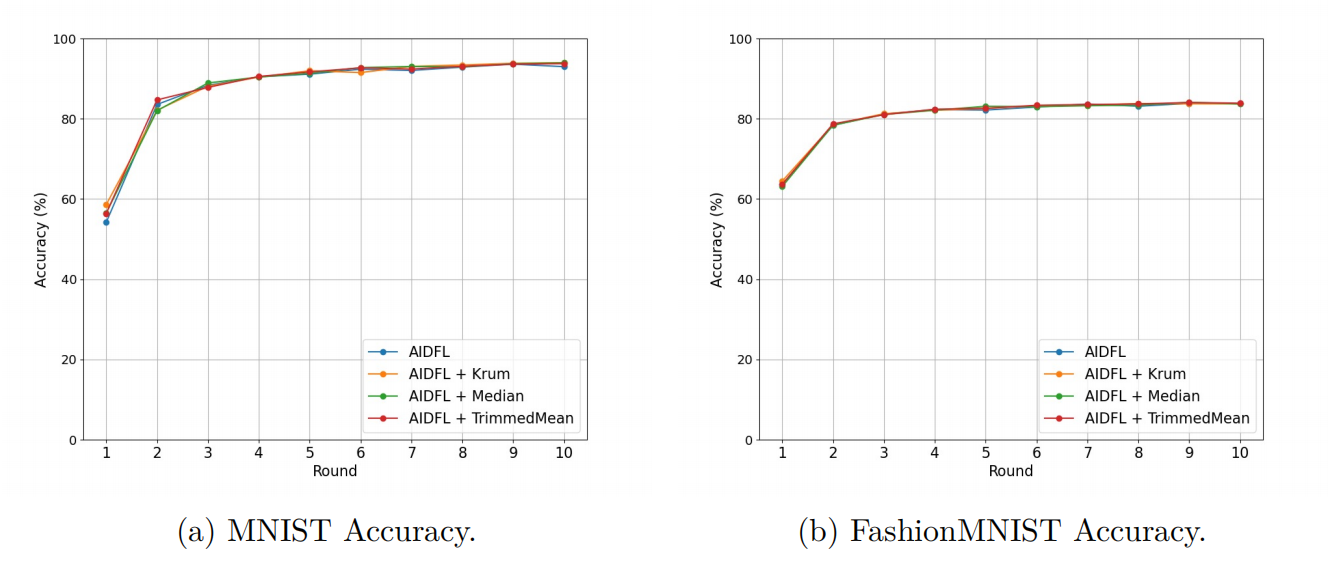 100
80
60
40
20
0
Accuracy (%)
1 2 3 4 5 6 7 8 9 10
Round
AIDFL
AIDFL + Krum
AIDFL + Median
AIDFL + TrimmedMean
(a) MNIST Accuracy.
100
80
60
40
20
0
Accuracy (%)
1 2 3 4 5 6 7 8 9 10
Round
AIDFL
AIDFL + Krum
AIDFL + Median
AIDFL + TrimmedMean
(b) FashionMNIST Accuracy.